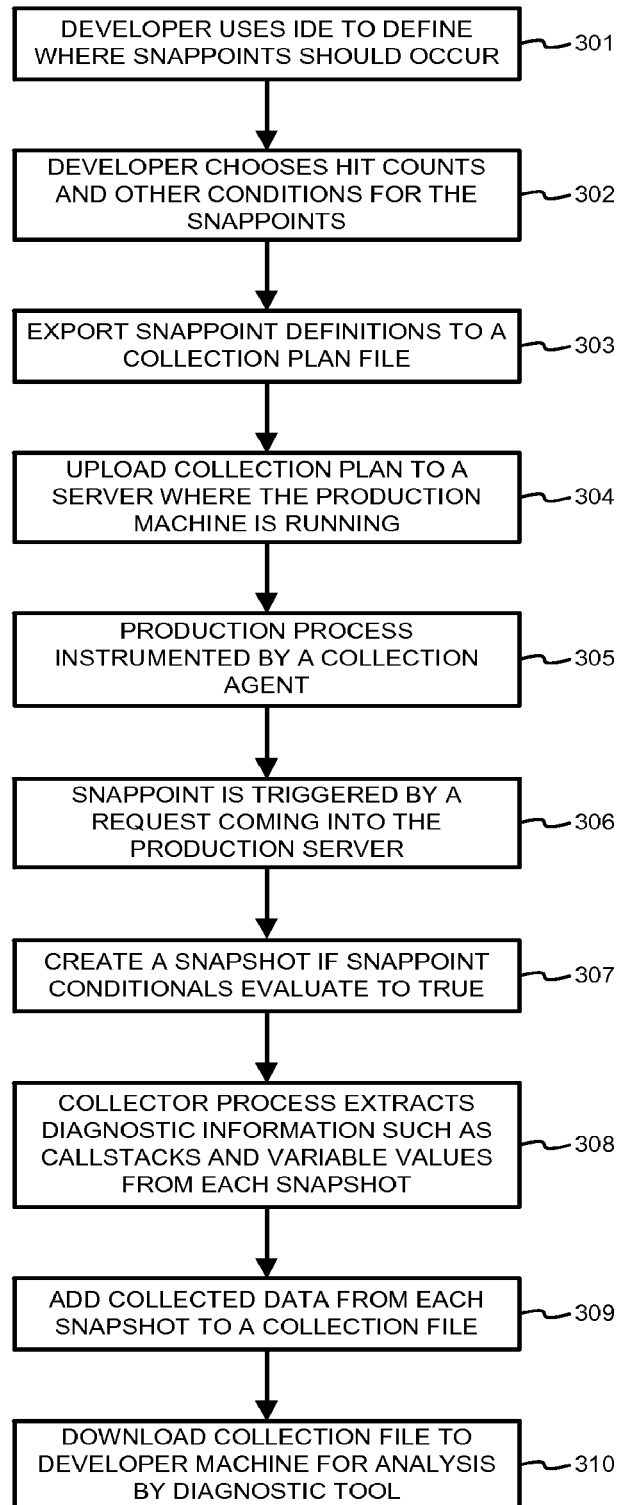 DEVELOPER USES IDE TO DEFINE
WHERE SNAPPOINTS SHOULD OCCUR
301
DEVELOPER CHOOSES HIT COUNTS
AND OTHER CONDITIONS FOR THE
SNAPPOINTS
302
EXPORT SNAPPOINT DEFINITIONS TO A
COLLECTION PLAN FILE
303
UPLOAD COLLECTION PLAN TO A
SERVER WHERE THE PRODUCTION
MACHINE IS RUNNING
304
PRODUCTION PROCESS
INSTRUMENTED BY A COLLECTION
AGENT
305
SNAPPOINT IS TRIGGERED BY A
REQUEST COMING INTO THE
PRODUCTION SERVER
306
CREATE A SNAPSHOT IF SNAPPOINT
CONDITIONALS EVALUATE TO TRUE
307
COLLECTOR PROCESS EXTRACTS
DIAGNOSTIC INFORMATION SUCH AS
CALLSTACKS AND VARIABLE VALUES
FROM EACH SNAPSHOT
308
ADD COLLECTED DATA FROM EACH
SNAPSHOT TO A COLLECTION FILE
309
DOWNLOAD COLLECTION FILE TO
DEVELOPER MACHINE FOR ANALYSIS
BY DIAGNOSTIC TOOL
310